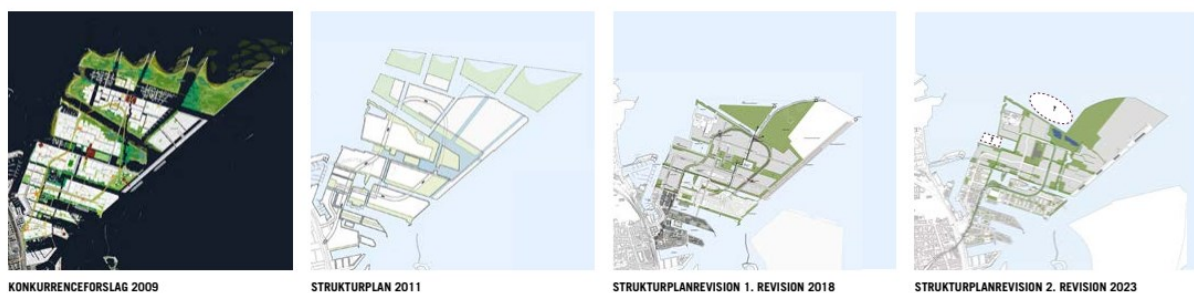 KONKURRENCEFORSLAG 2009
STRUKTURPLAN 2011
STRUKTURPLANREVISION 1. REVISION 2018
STRUKTURPLANREVISION 2. REVISION 2023